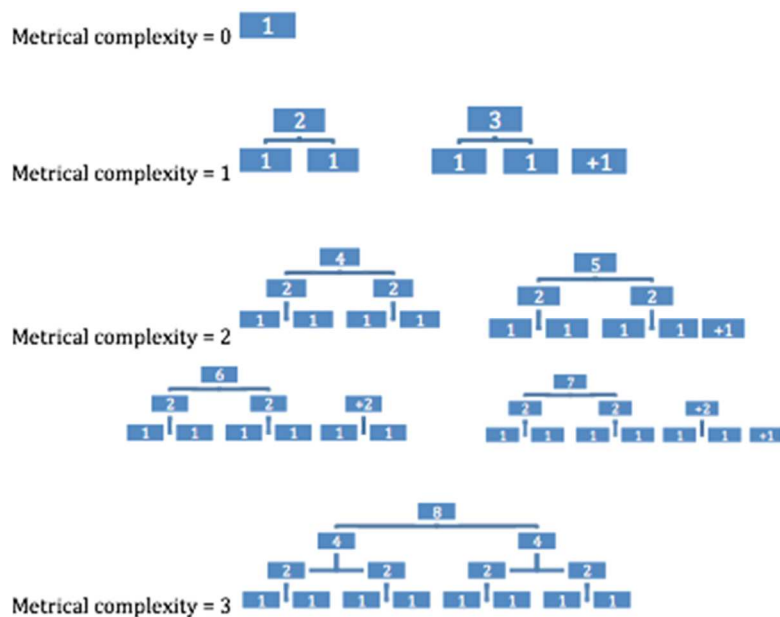 Metrical complexity = 0 1
2 3
Metrical complexity = 1 1 1 1 1 +1
4 5
2 2 2 2
Metrical complexity = 2 1 1 1 1 1 1 1 1 +1
6 7
2 2 +2 2 2 +2
1 1 1 1 1 1 1 1 1 1 1 1 +1
8
4 4
2 2 2 2
Metrical complexity = 3 1 1 1 1 1 1 1 1